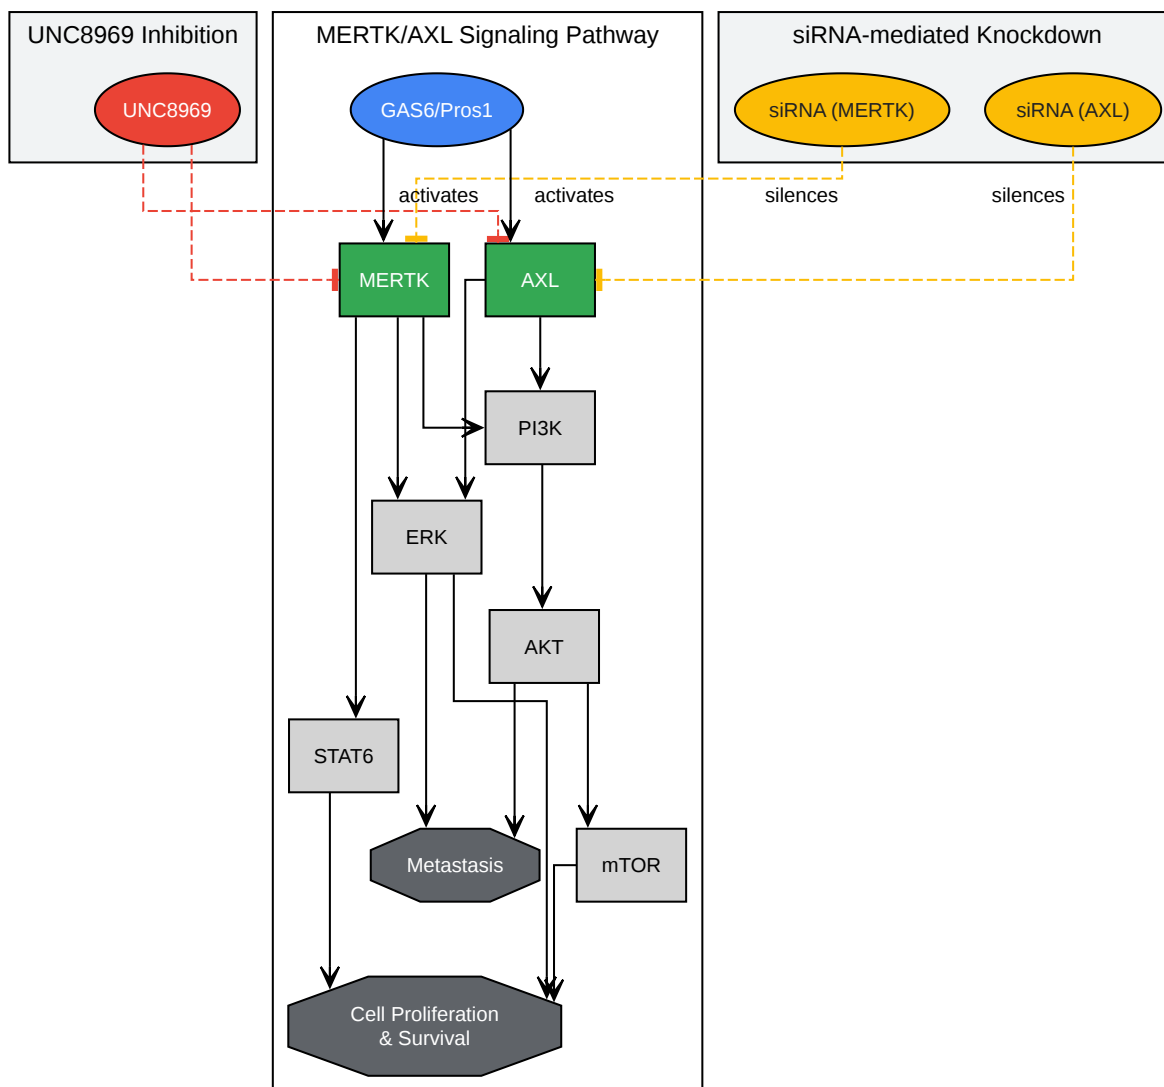 UNC8969 Inhibition
MERTK/AXL Signaling Pathway
siRNA-mediated Knockdown
UNC8969
GAS6/Pros1
siRNA (MERTK)
siRNA (AXL)
activates
activates
silences
silences
MERTK
AXL
PI3K
ERK
AKT
STAT6
Metastasis
mTOR
Cell Proliferation
& Survival